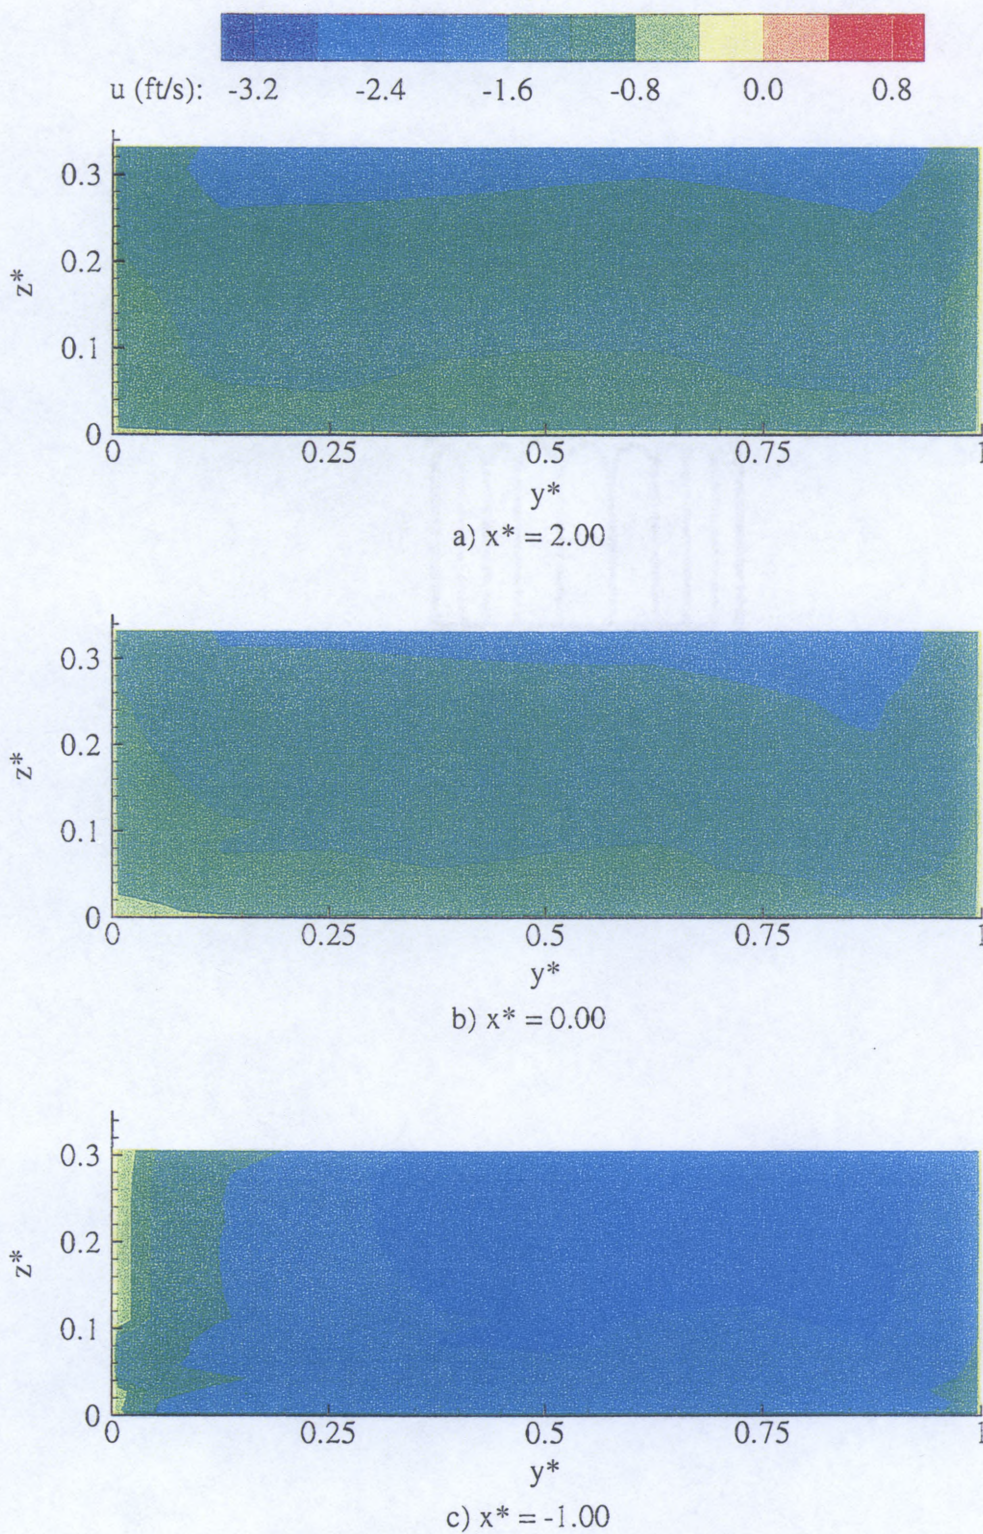 u (ft/s): -3.2 -2.4 -1.6 -0.8 0.0 0.8
0.3
0.2
0.1
0
z*
0 0.25 0.5 0.75 1
y*
a) x* = 2.00
0.3
0.2
0.1
0
z*
0 0.25 0.5 0.75 1
y*
b) x* = 0.00
0.3
0.2
0.1
0
z*
0 0.25 0.5 0.75 1
y*
c) x* = -1.00